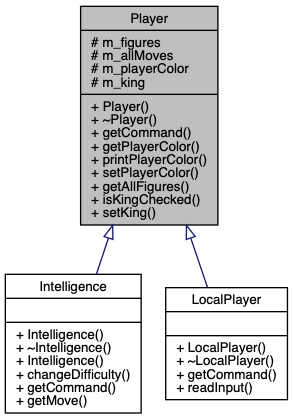 Player
# m_figures
# m_allMoves
# m_playerColor
# m_king
+ Player()
+ ~Player()
+ getCommand()
+ getPlayerColor()
+ printPlayerColor()
+ setPlayerColor()
+ getAllFigures()
+ isKingChecked()
+ setKing()
Intelligence
+ Intelligence()
+ ~Intelligence()
+ Intelligence()
+ changeDifficulty()
+ getCommand()
+ getMove()
LocalPlayer
+ LocalPlayer()
+ ~LocalPlayer()
+ getCommand()
+ readInput()